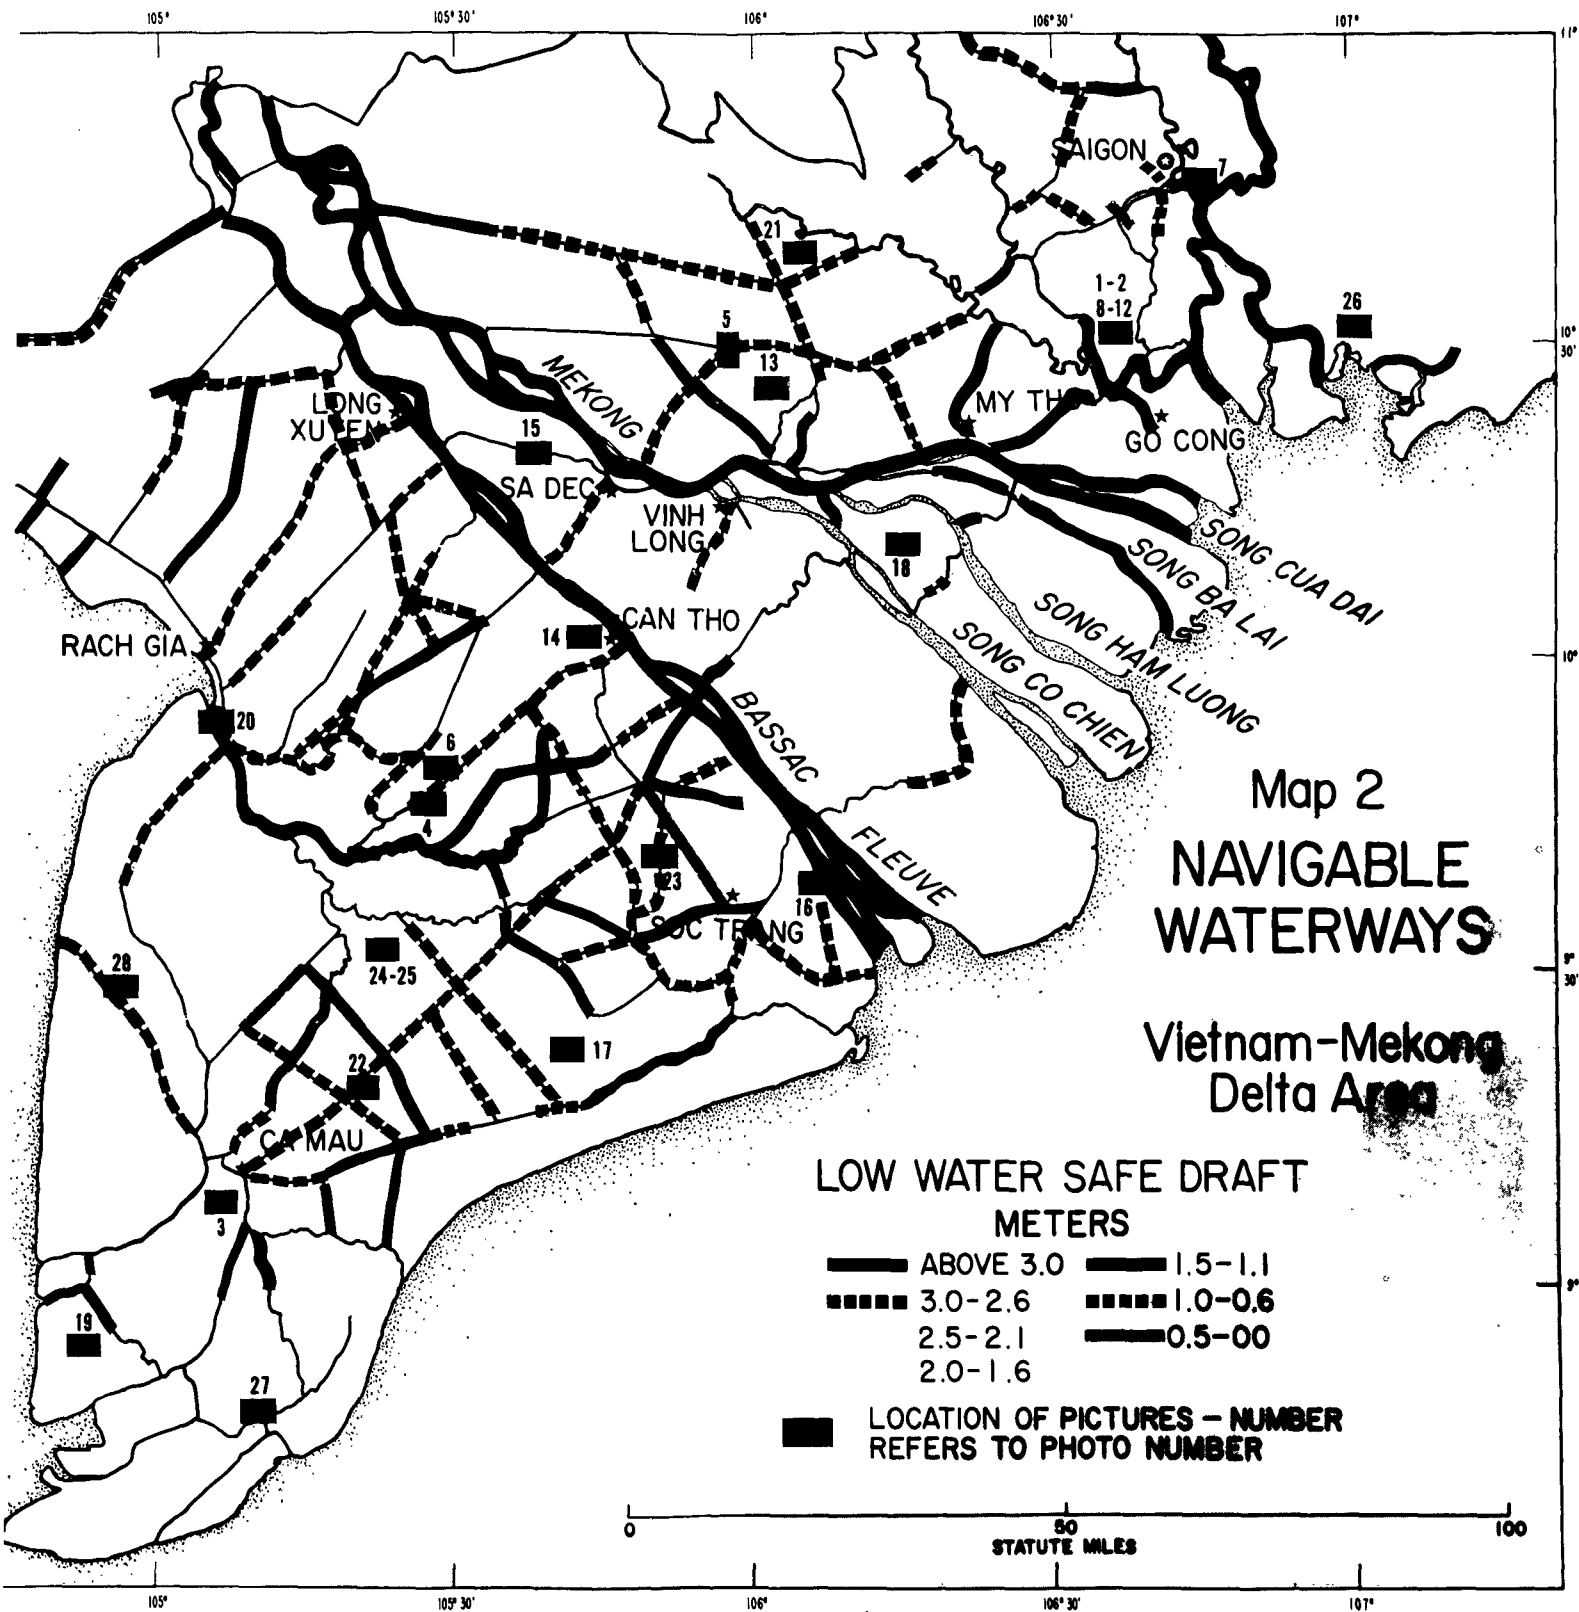 105° 105° 30' 106° 106° 30' 107°
11°
SAIGON
7
21
1-2
8-12
26
5
10°
30'
13
MEKONG
LONG
XUYEN
MY THO
15
GO CONG
SA DEC
VINH
LONG
SONG CUA DAI
SONG BA LAI
18
SONG HAM LUONG
CAN THO
14
SONG CO CHIEN
RACH GIA
10°
BASSAC
20
6
Map 2
4
FLEUVE
NAVIGABLE
WATERWAYS
23
16
SOC TRANG
28
24-25
9°
30'
17
Vietnam-Mekong
Delta Area
22
CA MAU
LOW WATER SAFE DRAFT
METERS
3
ABOVE 3.0 1.5-1.1
3.0-2.6 1.0-0.6
2.5-2.1 0.5-00
2.0-1.6
9°
19
27
LOCATION OF PICTURES - NUMBER
REFERS TO PHOTO NUMBER
0 50 100
STATUTE MILES
105° 105° 30' 106° 106° 30' 107°